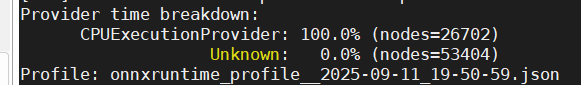 Provider time breakdown:
CPUExecutionProvider: 100.0% (nodes=26702)
Unknown: 0.0% (nodes=53404)
Profile: onnxruntime_profile__2025-09-11_19-50-59.json